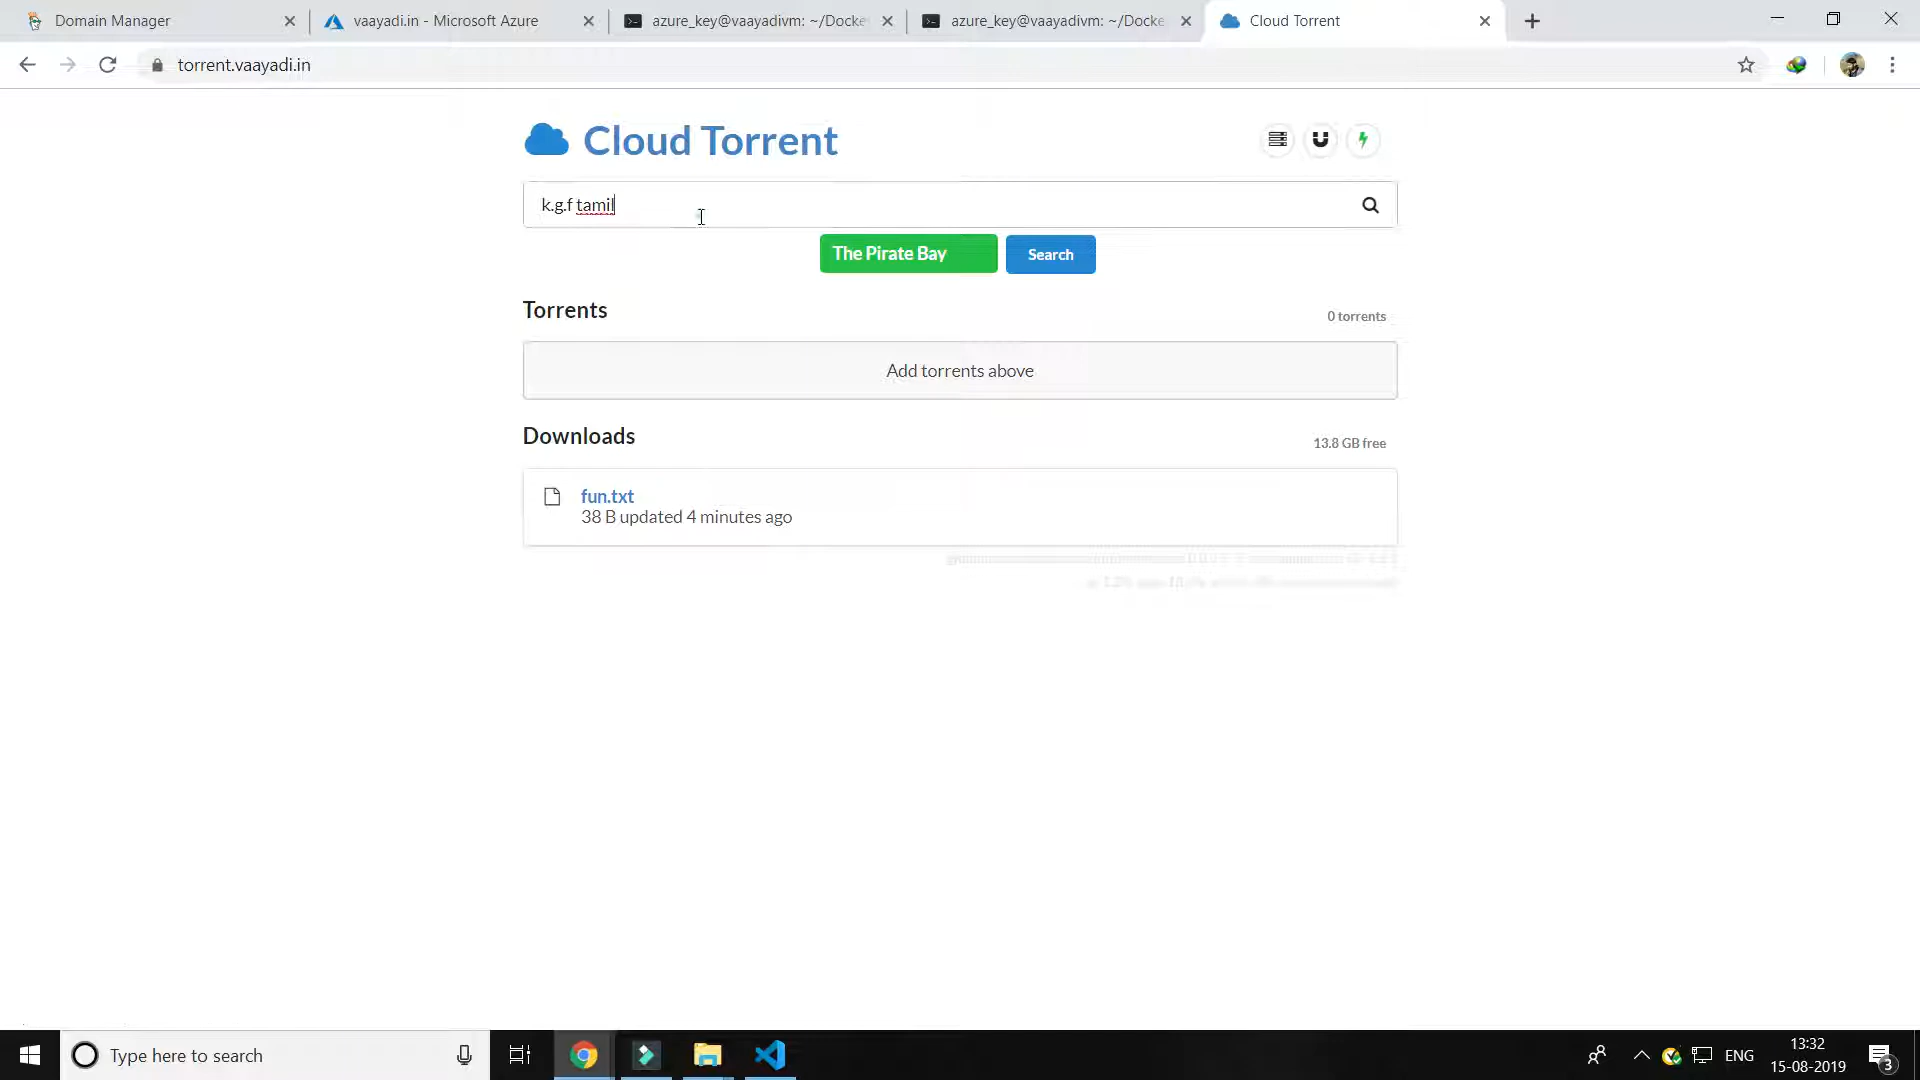 Domain Manager
vaayadi.in - Microsoft Azure
azure_key@vaayadivm: ~/Docke
azure_key@vaayadivm: ~/Docke
Cloud Torrent
torrent.vaayadi.in
Cloud Torrent
k.g.f tamil
The Pirate Bay
Search
Torrents
0 torrents
Add torrents above
Downloads
13.8 GB free
fun.txt
38 B updated 4 minutes ago
Type here to search
ENG
13:32
15-08-2019
3